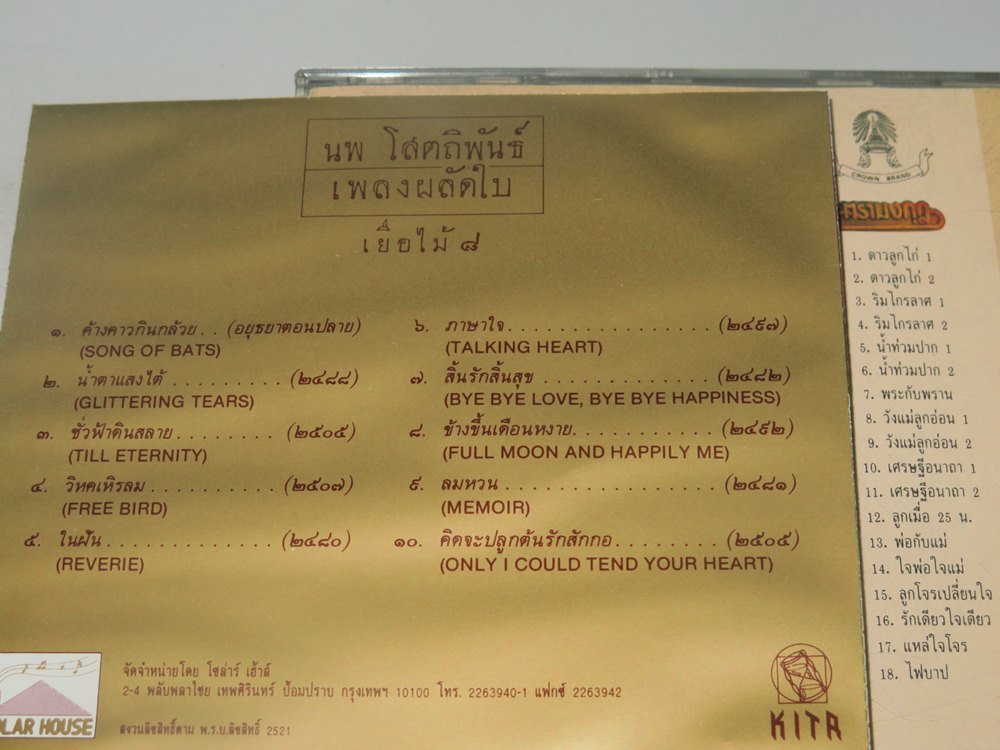 นพ โสตถิพันธ์
เพลงผลัดใบ
เยื่อไม้ ๘
๑. ค้างคาวกินกล้วย . . (อยุธยาตอนปลาย)
(SONG OF BATS)
๒. น้ำตาแสงไต้ . . . . . . . . . (๒๔๘๘)
(GLITTERING TEARS)
๓. ชั่วฟ้าดินสลาย . . . . . . . . (๒๕๐๕)
(TILL ETERNITY)
๔. วิหคเหิรลม . . . . . . . . . . . (๒๕๐๗)
(FREE BIRD)
๕. ในฝัน . . . . . . . . . . . . . (๒๔๘๐)
(REVERIE)
๖. ภาษาใจ. . . . . . . . . . . . . . . . . (๒๔๙๗)
(TALKING HEART)
๗. สิ้นรักสิ้นสุข . . . . . . . . . . . . . . (๒๔๘๒)
(BYE BYE LOVE, BYE BYE HAPPINESS)
๘. ข้างขึ้นเดือนหงาย. . . . . . . . . . . (๒๔๙๒)
(FULL MOON AND HAPPILY ME)
๙. ลมหวน . . . . . . . . . . . . . . . . . (๒๔๘๑)
(MEMOIR)
๑๐. คิดจะปลูกต้นรักสักกอ. . . . . . . . (๒๕๐๕)
(ONLY I COULD TEND YOUR HEART)
OLAR HOUSE
จัดจำหน่ายโดย โซล่าร์ เฮ้าส์
2-4 พลับพลาไชย เทพศิรินทร์ ป้อมปราบ กรุงเทพฯ 10100 โทร. 2263940-1 แฟกซ์ 2263942
สงวนลิขสิทธิ์ตาม พ.ร.บ.ลิขสิทธิ์ 2521
KITA
CROWN BRAND
ตรามงกุฎ
1. ดาวลูกไก่ 1
2. ดาวลูกไก่ 2
3. ริมไกรลาศ 1
4. ริมไกรลาศ 2
5. น้ำท่วมปาก 1
6. น้ำท่วมปาก 2
7. พระกับพราน
8. วังแม่ลูกอ่อน 1
9. วังแม่ลูกอ่อน 2
10. เศรษฐีอนาถา 1
11. เศรษฐีอนาถา 2
12. ลูกเมื่อ 25 น.
13. พ่อกับแม่
14. ใจพ่อใจแม่
15. ลูกโจรเปลี่ยนใจ
16. รักเดียวใจเดียว
17. แหล่ใจโจร
18. ไฟบาป